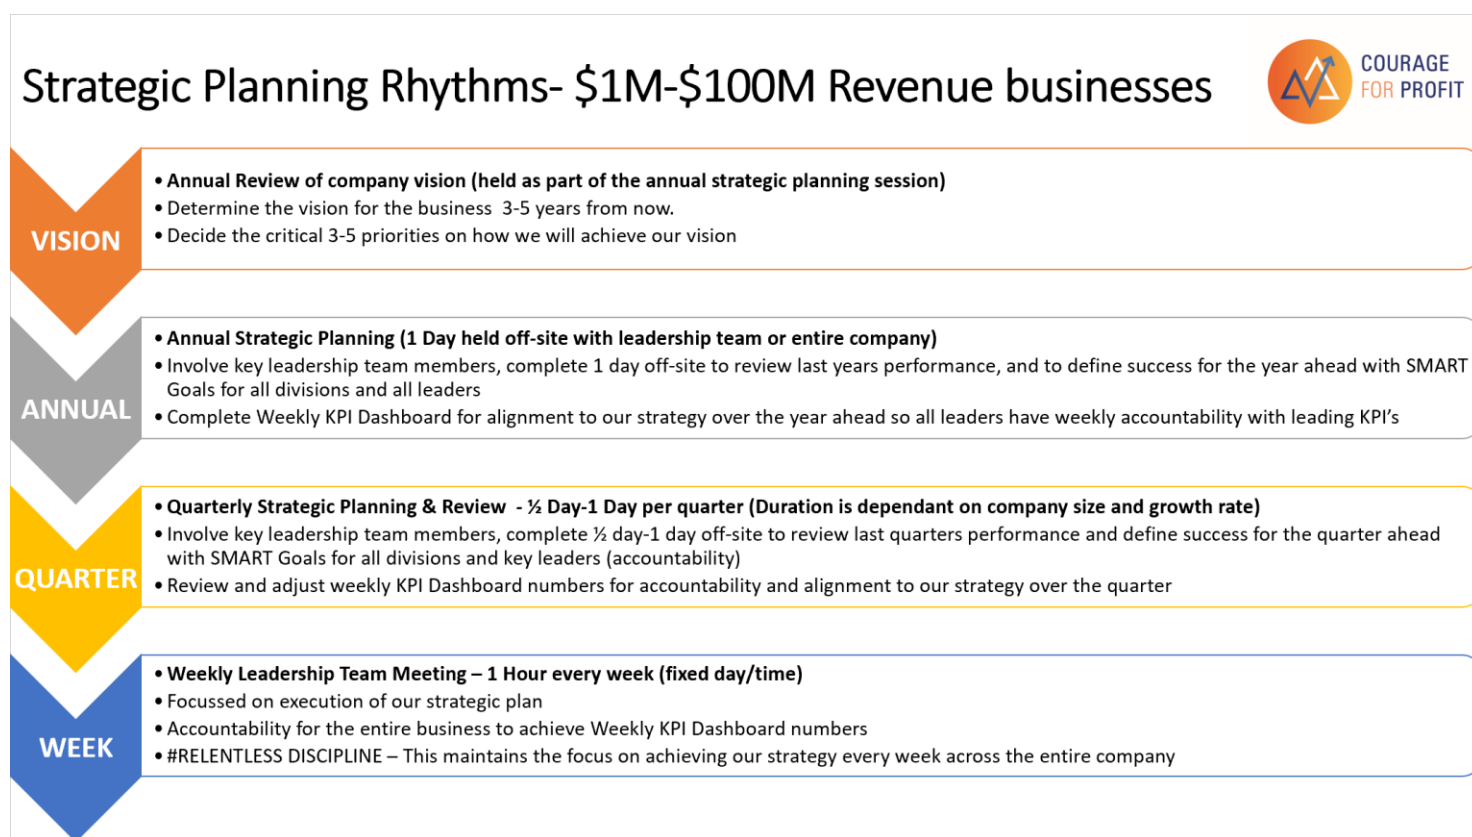 Strategic Planning Rhythms- $1M-$100M Revenue businesses
COURAGE
FOR PROFIT
VISION
• Annual Review of company vision (held as part of the annual strategic planning session)
• Determine the vision for the business  3-5 years from now.
• Decide the critical 3-5 priorities on how we will achieve our vision
ANNUAL
• Annual Strategic Planning (1 Day held off-site with leadership team or entire company)
• Involve key leadership team members, complete 1 day off-site to review last years performance, and to define success for the year ahead with SMART
Goals for all divisions and all leaders
• Complete Weekly KPI Dashboard for alignment to our strategy over the year ahead so all leaders have weekly accountability with leading KPI’s
QUARTER
• Quarterly Strategic Planning & Review  - ½ Day-1 Day per quarter (Duration is dependant on company size and growth rate)
• Involve key leadership team members, complete ½ day-1 day off-site to review last quarters performance and define success for the quarter ahead
with SMART Goals for all divisions and key leaders (accountability)
• Review and adjust weekly KPI Dashboard numbers for accountability and alignment to our strategy over the quarter
WEEK
• Weekly Leadership Team Meeting – 1 Hour every week (fixed day/time)
• Focussed on execution of our strategic plan
• Accountability for the entire business to achieve Weekly KPI Dashboard numbers
• #RELENTLESS DISCIPLINE – This maintains the focus on achieving our strategy every week across the entire company